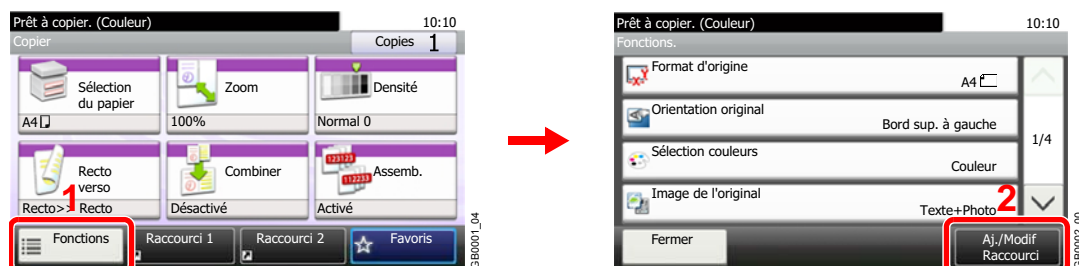 Prêt à copier. (Couleur)
10:10
Copier
Copies 1
Sélection
du papier
A4
Zoom
100%
Densité
Normal 0
Recto
verso
Recto>> Recto
Combiner
Désactivé
123123
112233
Assemb.
Activé
1
Fonctions
Raccourci 1
Raccourci 2
Favoris
GB0001_04
Prêt à copier. (Couleur)
10:10
Fonctions.
Format d'origine
A4
Orientation original
Bord sup. à gauche
Sélection couleurs
Couleur
Image de l'original
Texte+Photo
1/4
2
Fermer
Aj./Modif
Raccourci